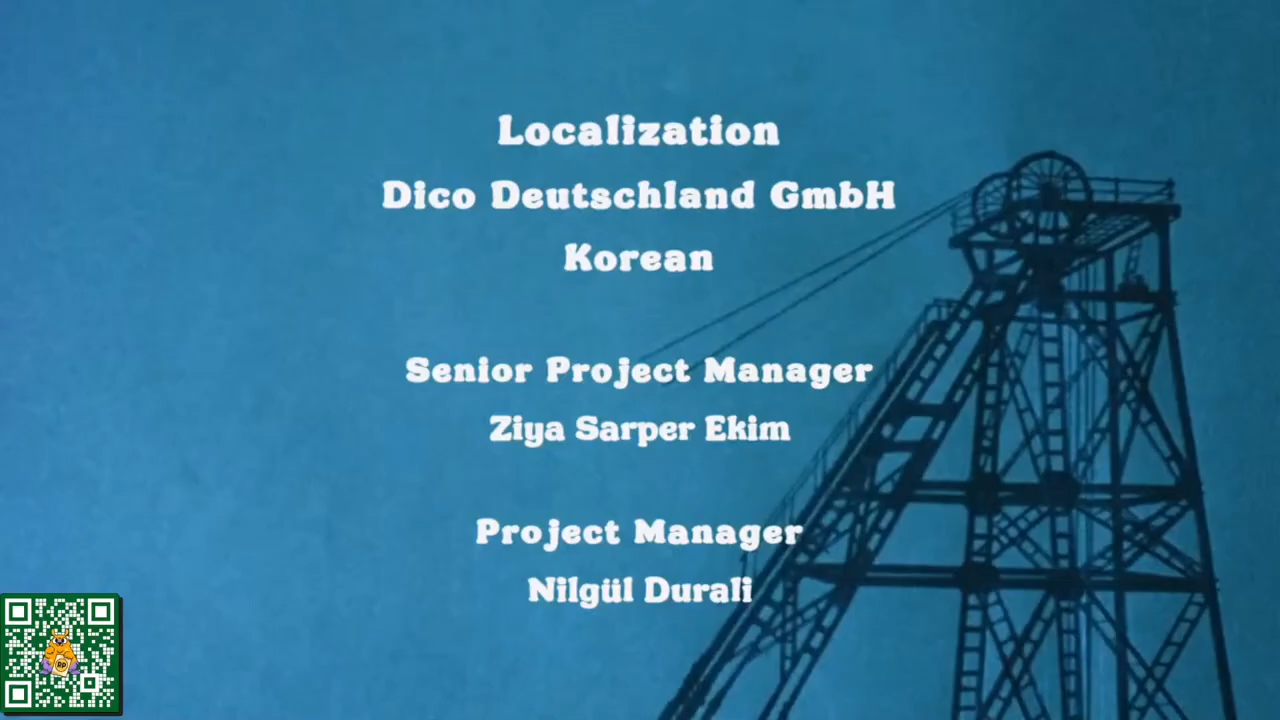 Localization
Dico Deutschland GmbH
Korean
Senior Project Manager
Ziya Sarper Ekim
Project Manager
Nilgül Durali